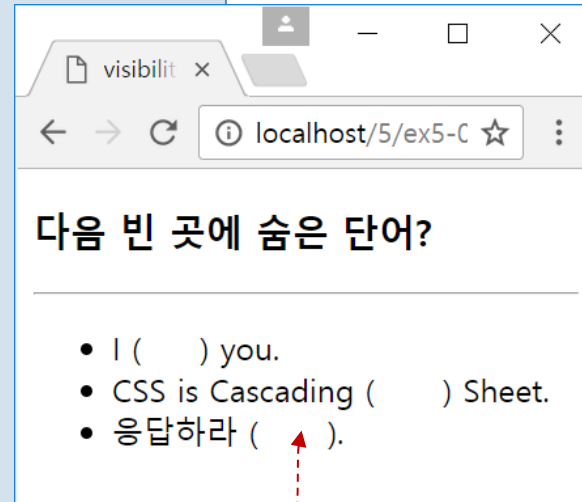 visibilit
localhost/5/ex5-0
다음 빈 곳에 숨은 단어?
I (      ) you.
CSS is Cascading (      ) Sheet.
응답하라 (      ).